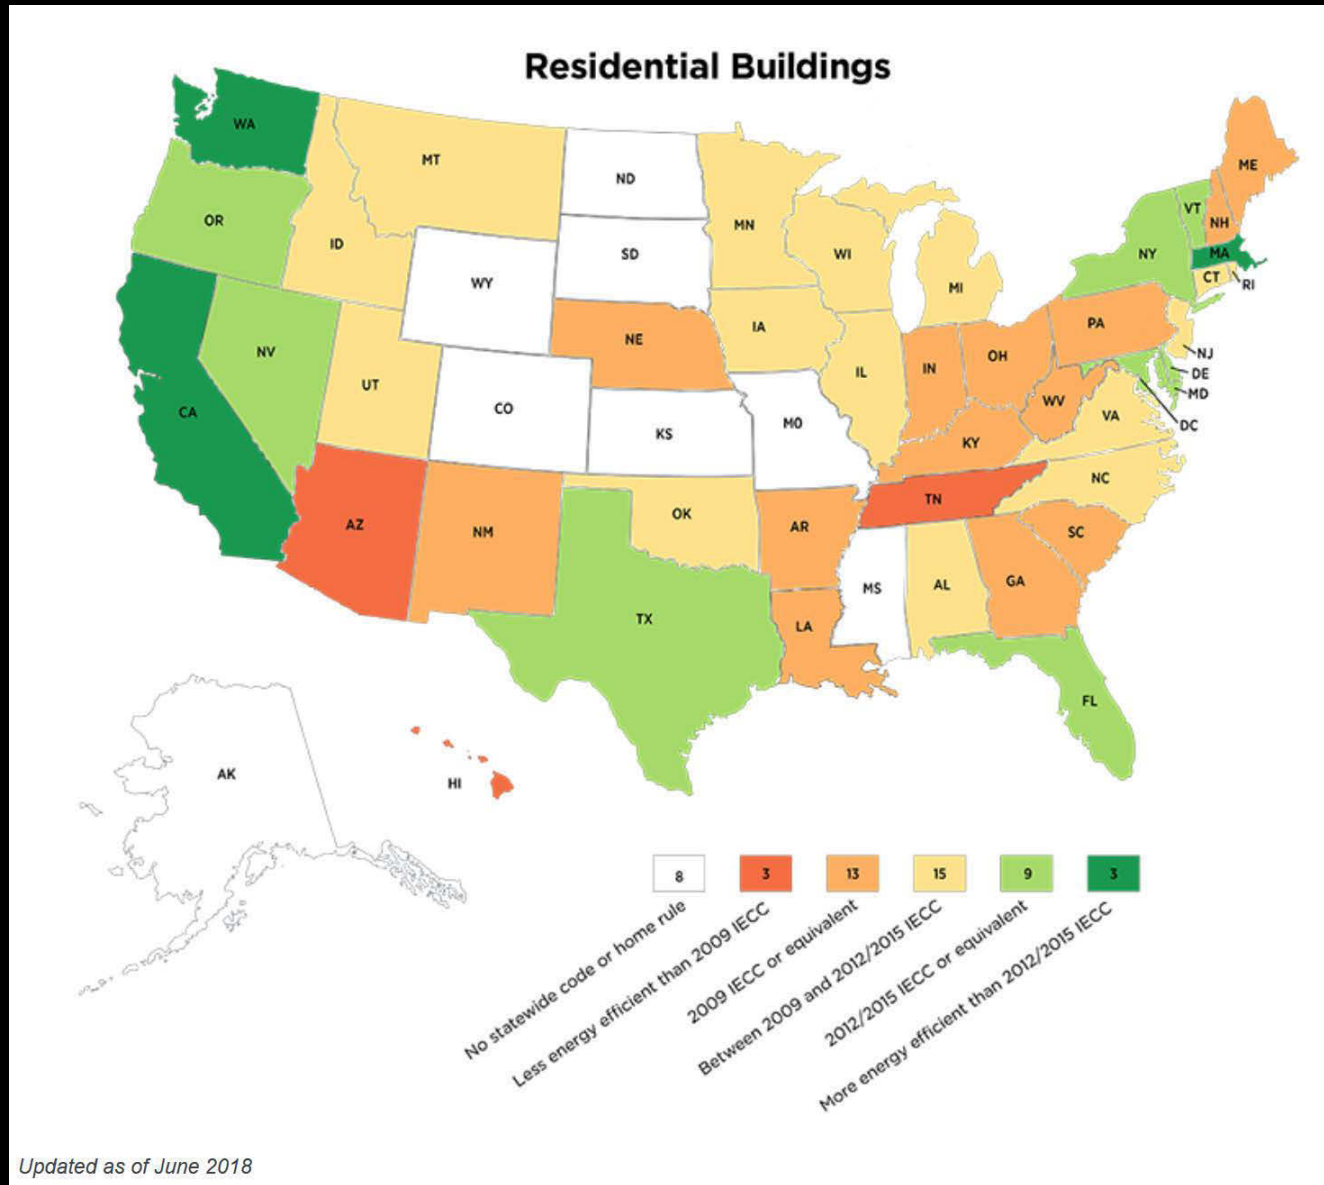 Residential Buildings
WA
MT
ND
ME
OR
ID
MN
VT
NH
SD
WI
NY
MA
WY
MI
CT
RI
NV
NE
IA
PA
UT
IL
IN
OH
NJ
DE
CA
CO
KS
MO
WV
MD
VA
DC
KY
AZ
NM
OK
AR
TN
NC
SC
TX
MS
AL
GA
LA
FL
AK
HI
8
3
13
15
9
3
No statewide code or home rule
Less energy efficient than 2009 IECC
2009 IECC or equivalent
Between 2009 and 2012/2015 IECC
2012/2015 IECC or equivalent
More energy efficient than 2012/2015 IECC
Updated as of June 2018